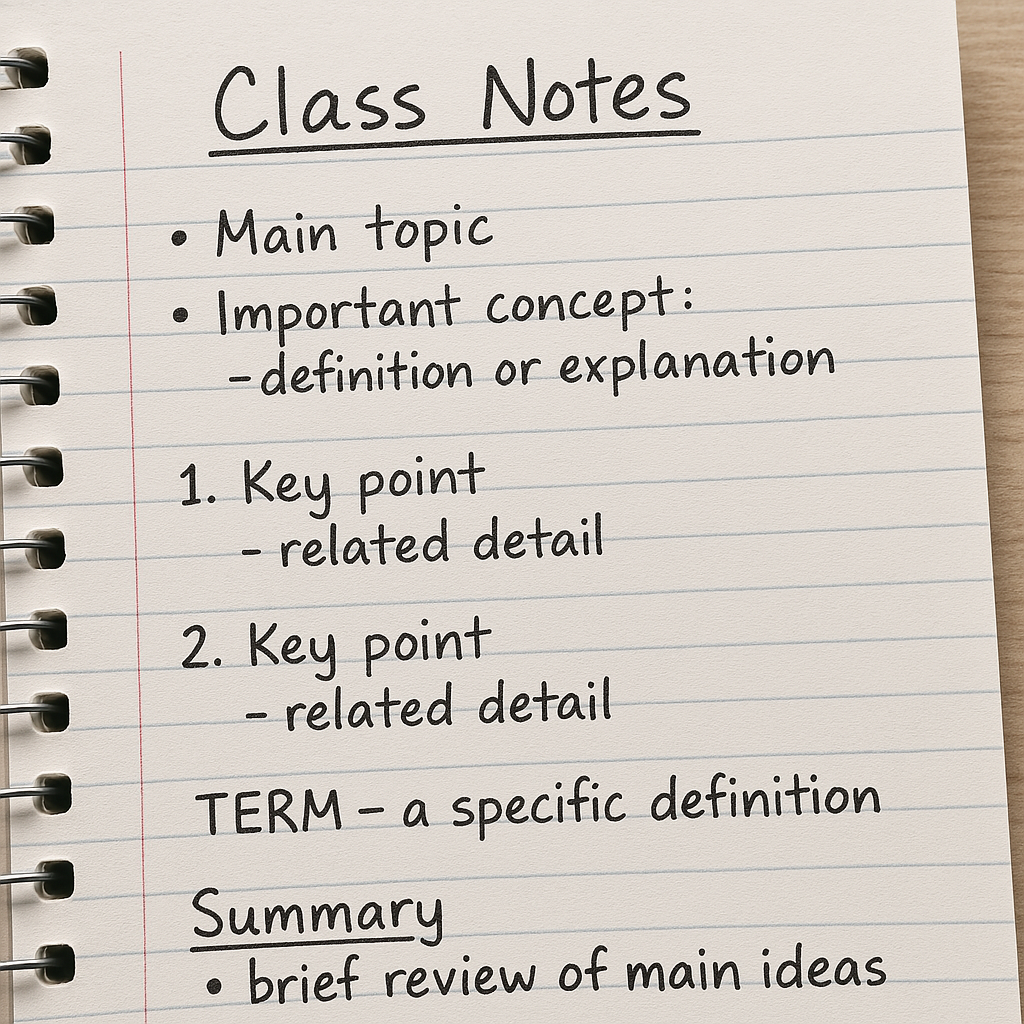 Class Notes
• Main topic
• Important concept:
–definition or explanation
1. Key point
– related detail
2. Key point
– related detail
TERM – a specific definition
Summary
• brief review of main ideas